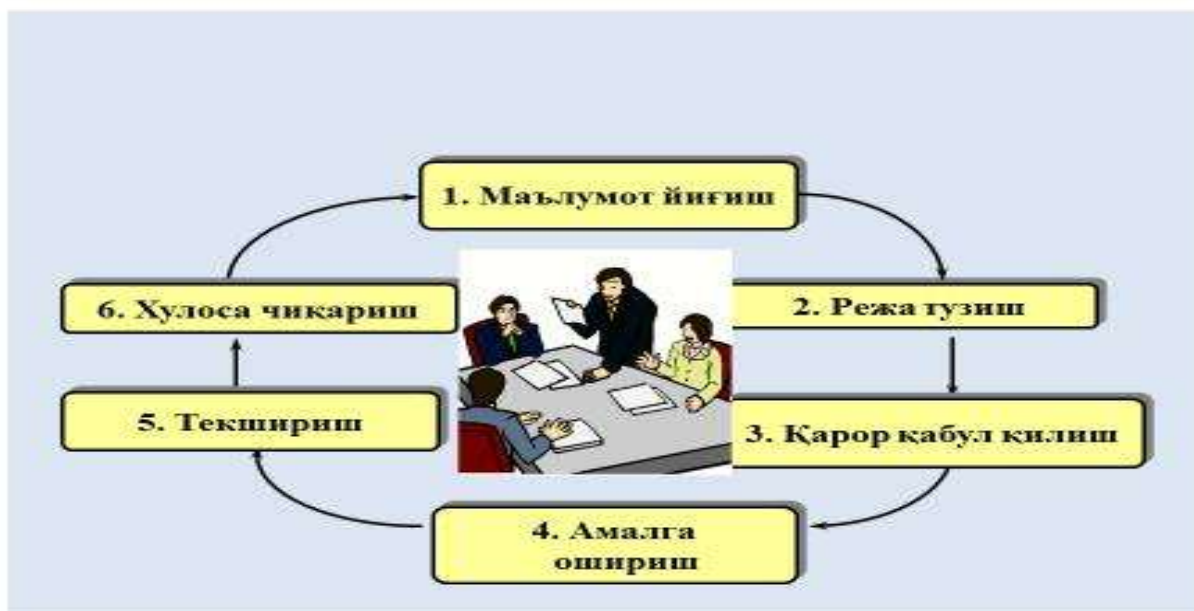 1. Маълумот йиғиш
2. Режа тузиш
3. Қарор қабул қилиш
4. Амалга
ошириш
5. Текшириш
6. Хулоса чиқариш